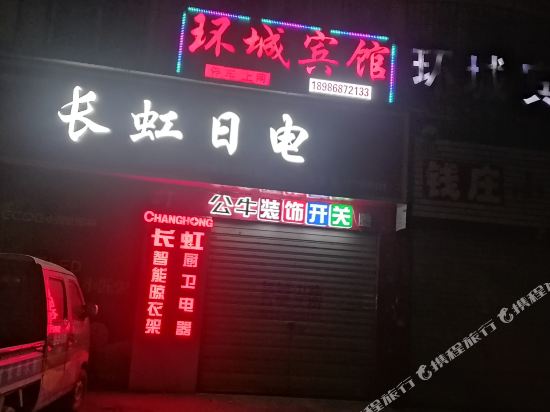 环城宾馆
18986872133
环城宾
长虹日电
钱庄
公牛装饰开关
CHANGHONG
长虹
智能晾衣架
厨卫电器
携程旅行
携程旅行